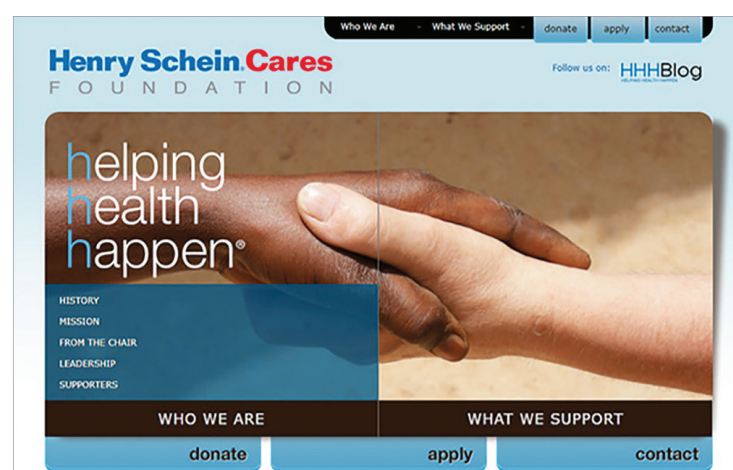 Who We Are - What We Support - donate apply contact
Henry Schein Cares
FOUNDATION
Follow us on: HHHBlog
HELPING HEALTH HAPPEN
helping
health
happen®
HISTORY
MISSION
FROM THE CHAIR
LEADERSHIP
SUPPORTERS
WHO WE ARE WHAT WE SUPPORT
donate apply contact